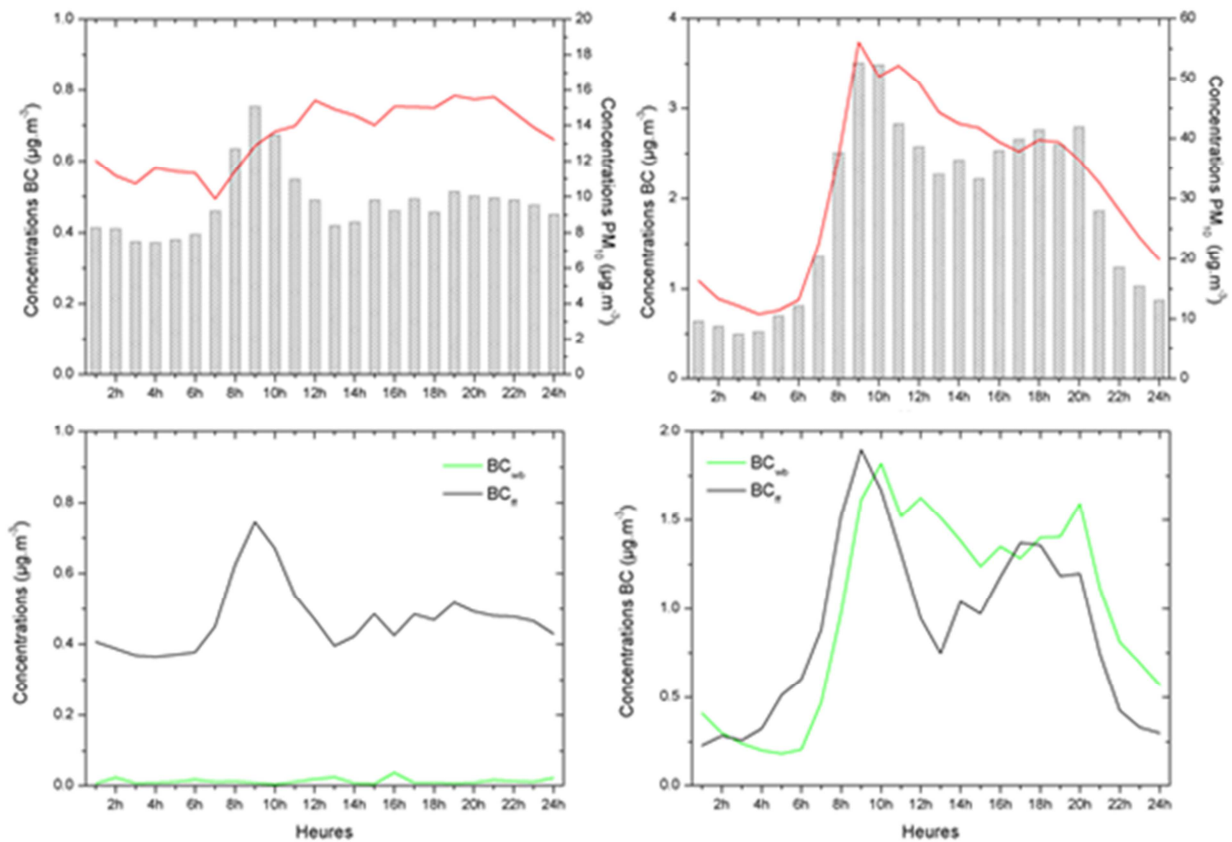 Concentrations BC (µg.m⁻³)
1.0
0.8
0.6
0.4
0.2
0.0
20
18
16
14
12
10
8
6
4
2
0
Concentrations PM₁₀ (µg.m⁻³)
2h 4h 6h 8h 10h 12h 14h 16h 18h 20h 22h 24h
Concentrations BC (µg.m⁻³)
4
3
2
1
0
60
50
40
30
20
10
0
Concentrations PM₁₀ (µg.m⁻³)
2h 4h 6h 8h 10h 12h 14h 16h 18h 20h 22h 24h
Concentrations (µg.m⁻³)
1.0
0.8
0.6
0.4
0.2
0.0
BCwb
BCff
2h 4h 6h 8h 10h 12h 14h 16h 18h 20h 22h 24h
Heures
Concentrations BC (µg.m⁻³)
2.0
1.5
1.0
0.5
0.0
BCwb
BCff
2h 4h 6h 8h 10h 12h 14h 16h 18h 20h 22h 24h
Heures